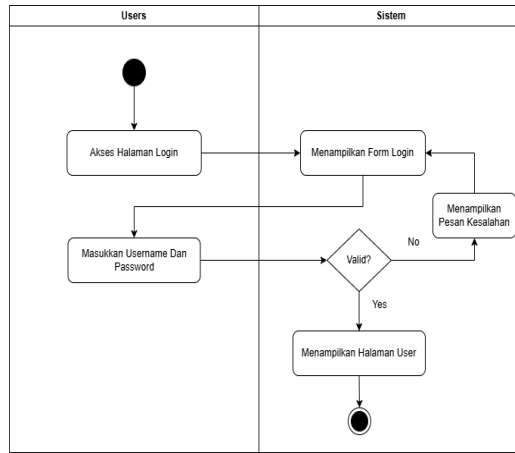 Users
Sistem
Akses Halaman Login
Menampilkan Form Login
Menampilkan
Pesan Kesalahan
Masukkan Username Dan
Password
Valid?
No
Yes
Menampilkan Halaman User